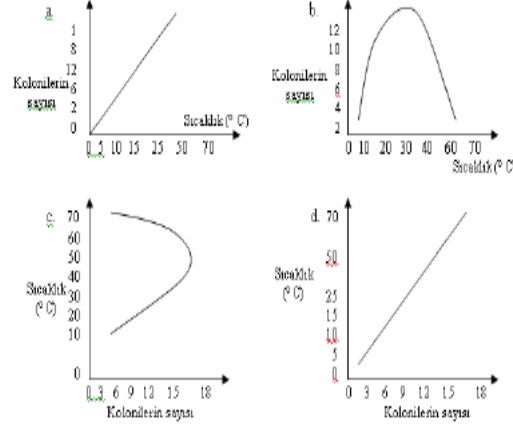 a.
1
8
12
6
2
0
Kolonilerin
sayısı
Sıcaklık (° C)
0 5 10 15 25 50 70
b.
12
10
8
6
4
2
Kolonilerin
sayısı
0 10 20 30 40 60 70
Sıcaklık (° C
c.
70
60
50
40
30
20
10
0
Sıcaklık
(° C)
0 3 6 9 12 15 18
Kolonilerin sayısı
d.
70
50
25
15
10
5
0
Sıcaklık
(° C)
0 3 6 9 12 15 18
Kolonilerin sayısı